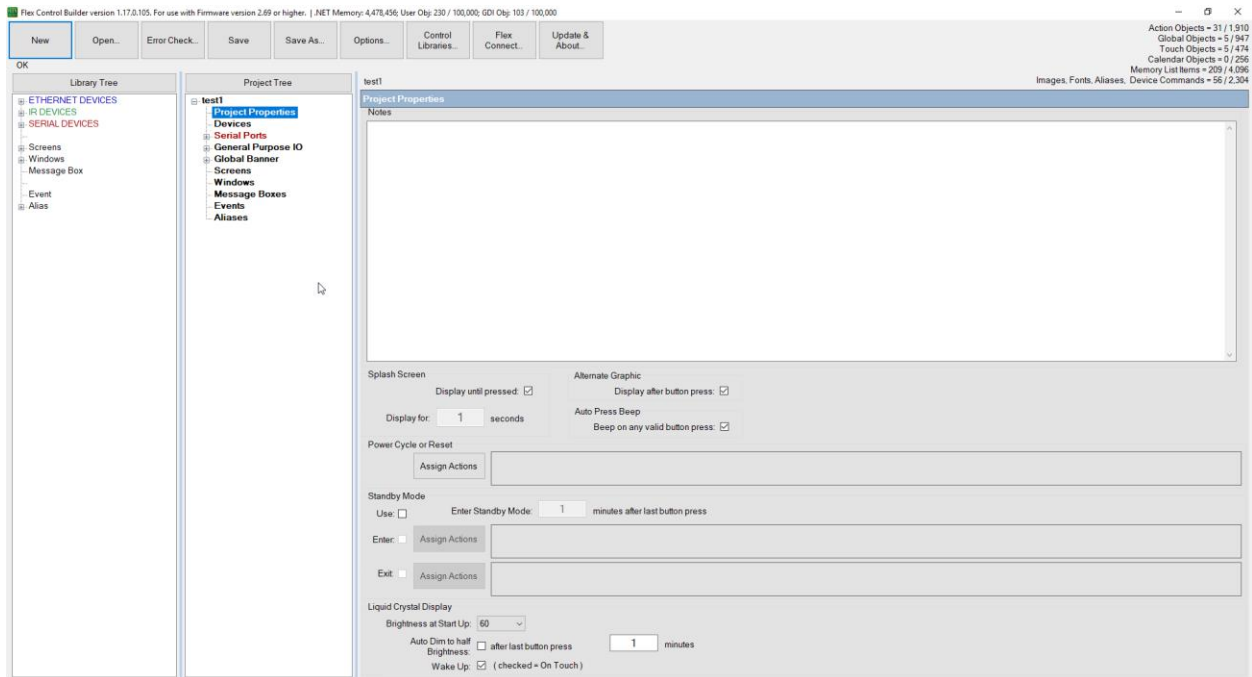 Flex Control Builder version 1.17.0.105. For use with Firmware version 2.69 or higher. | .NET Memory: 4,478,456; User Obj: 230 / 100,000; GDI Obj: 103 / 100,000
New Open... Error Check... Save Save As... Options... Control Libraries... Flex Connect... Update & About...
Action Objects = 31 / 1,910
Global Objects = 5 / 947
Touch Objects = 5 / 474
Calendar Objects = 0 / 256
Memory List Items = 209 / 4,096
Images, Fonts, Aliases, Device Commands = 56 / 2,304
OK
Library Tree
ETHERNET DEVICES
IR DEVICES
SERIAL DEVICES
Screens
Windows
Message Box
Event
Alias
Project Tree
test1
Project Properties
Devices
Serial Ports
General Purpose IO
Global Banner
Screens
Windows
Message Boxes
Events
Aliases
test1
Project Properties
Notes
Splash Screen
Display until pressed:
Display for: 1 seconds
Alternate Graphic
Display after button press:
Auto Press Beep
Beep on any valid button press:
Power Cycle or Reset
Assign Actions
Standby Mode
Use: Enter Standby Mode: 1 minutes after last button press
Enter: Assign Actions
Exit: Assign Actions
Liquid Crystal Display
Brightness at Start Up: 60
Auto Dim to half Brightness: after last button press 1 minutes
Wake Up: ( checked = On Touch )